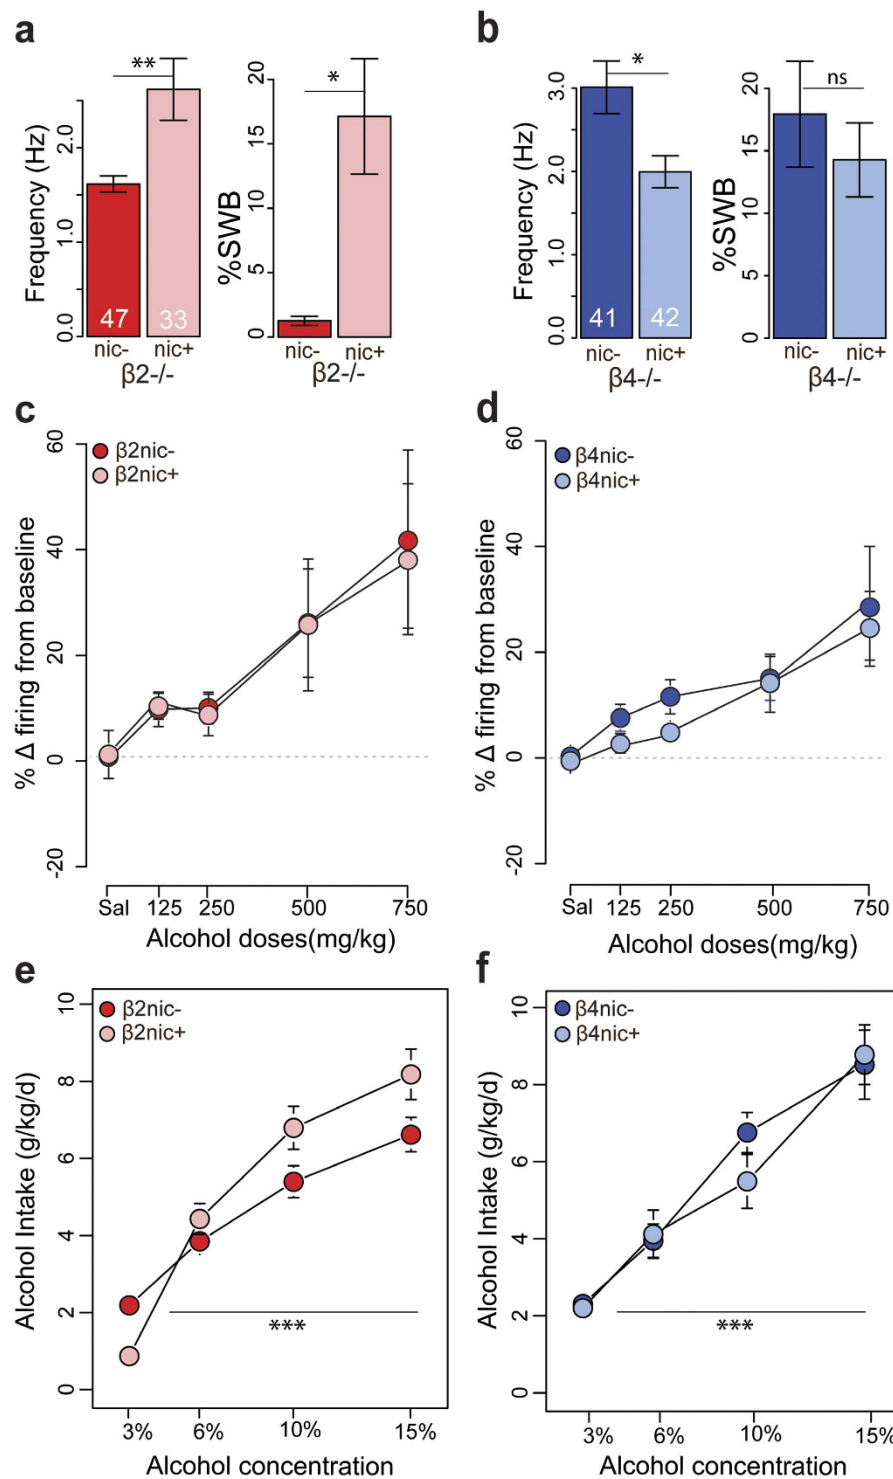 a
**
Frequency (Hz)
0.0 1.0 2.0
47 33
nic- nic+
β2-/-
*
%SWB
0 5 10 15 20
nic- nic+
β2-/-
b
*
Frequency (Hz)
0.0 1.0 2.0 3.0
41 42
nic- nic+
β4-/-
ns
%SWB
0 5 10 15 20
nic- nic+
β4-/-
c
β2nic-
β2nic+
% Δ firing from baseline
-20 0 20 40 60
Sal 125 250 500 750
Alcohol doses(mg/kg)
d
β4nic-
β4nic+
% Δ firing from baseline
-20 0 20 40 60
Sal 125 250 500 750
Alcohol doses(mg/kg)
e
β2nic-
β2nic+
Alcohol Intake (g/kg/d)
0 2 4 6 8 10
***
3% 6% 10% 15%
Alcohol concentration
f
β4nic-
β4nic+
Alcohol Intake (g/kg/d)
0 2 4 6 8 10
***
3% 6% 10% 15%
Alcohol concentration